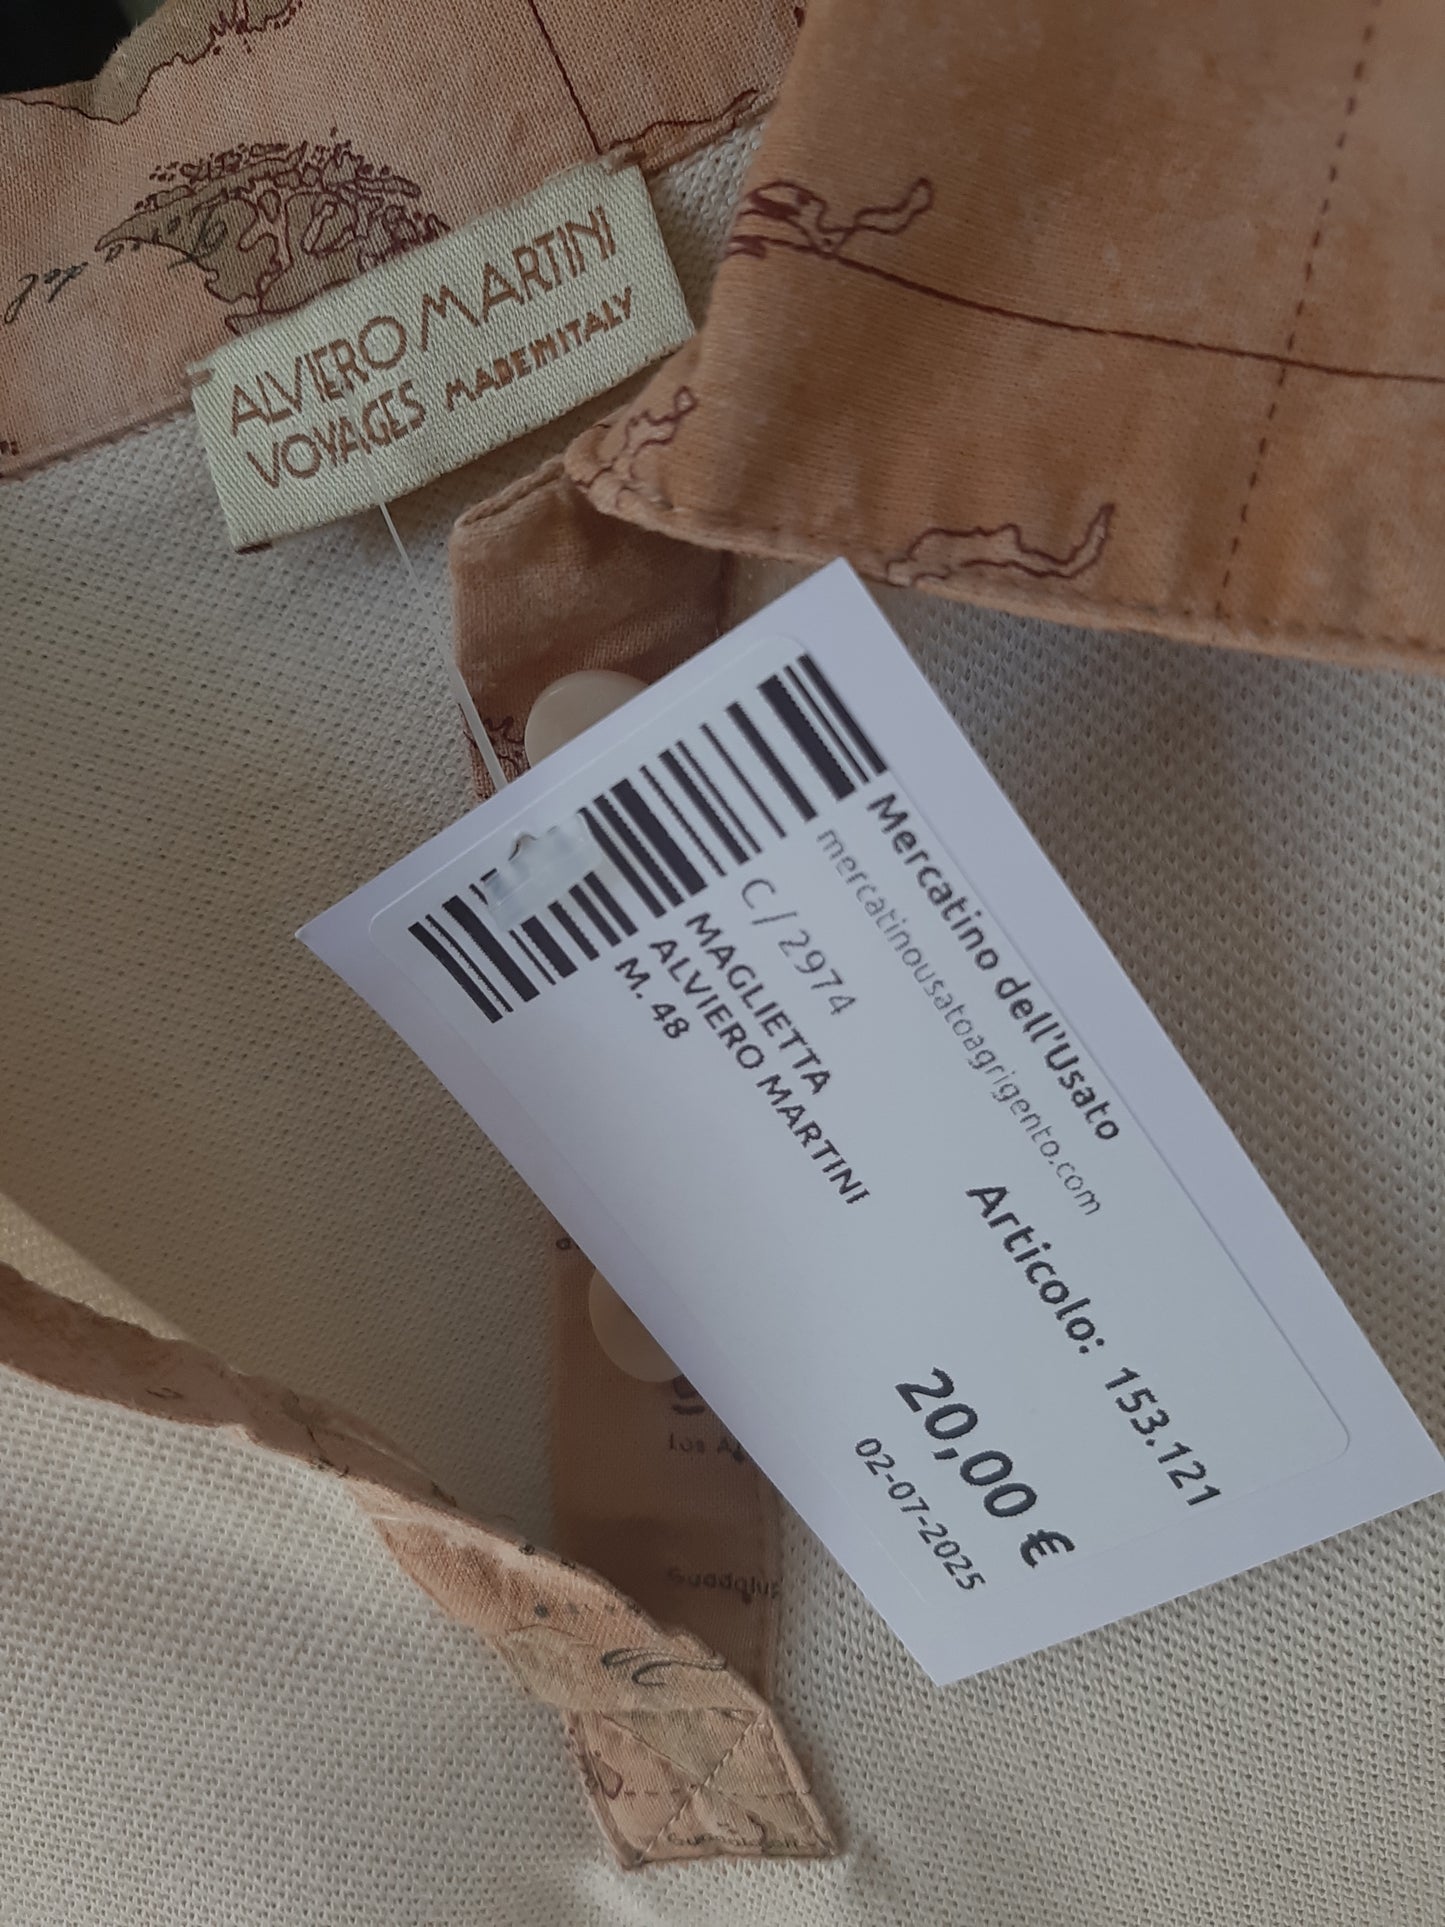 ALVIERO MARTINI
VOYAGES MADE IN ITALY
Mercatino dell'Usato
mercatinousatoagrigento.com
C/2974
MAGLIETTA
ALVIERO MARTINI
M. 48
Articolo: 153.121
20,00 €
02-07-2025
Los A